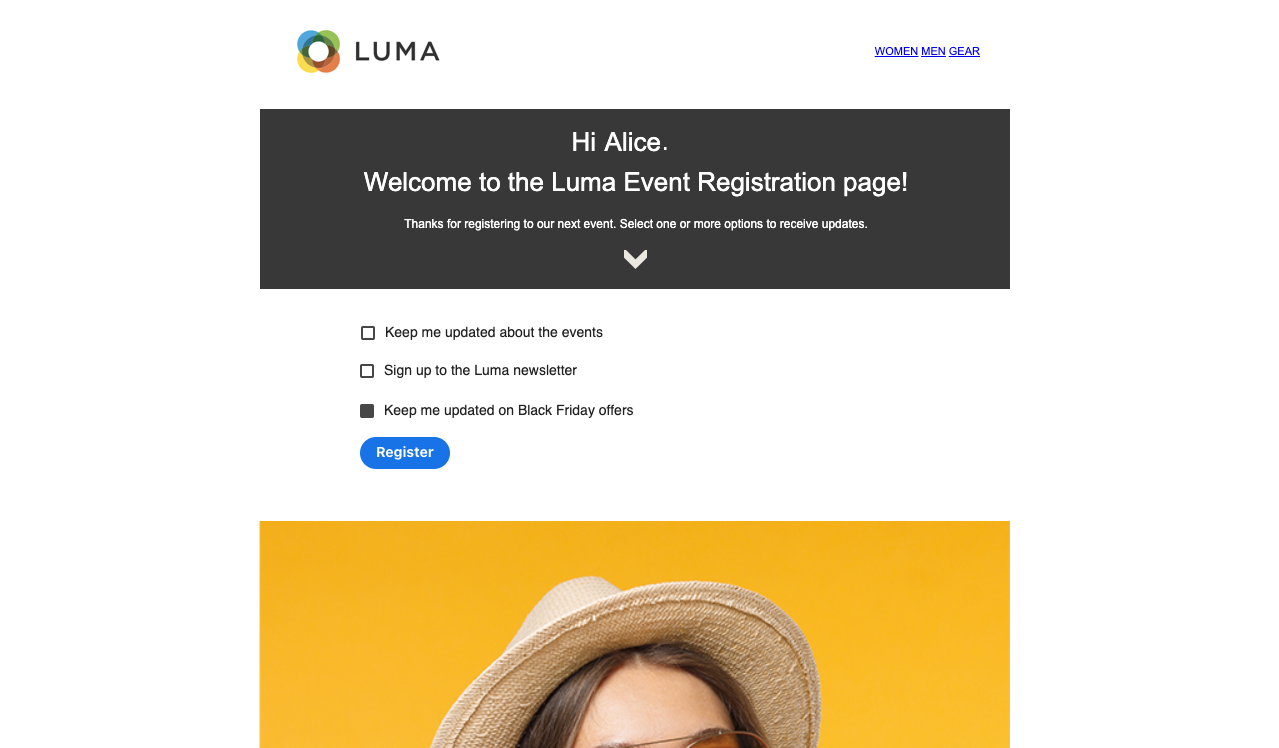 LUMA
WOMEN MEN GEAR
Hi Alice.
Welcome to the Luma Event Registration page!
Thanks for registering to our next event. Select one or more options to receive updates.
Keep me updated about the events
Sign up to the Luma newsletter
Keep me updated on Black Friday offers
Register